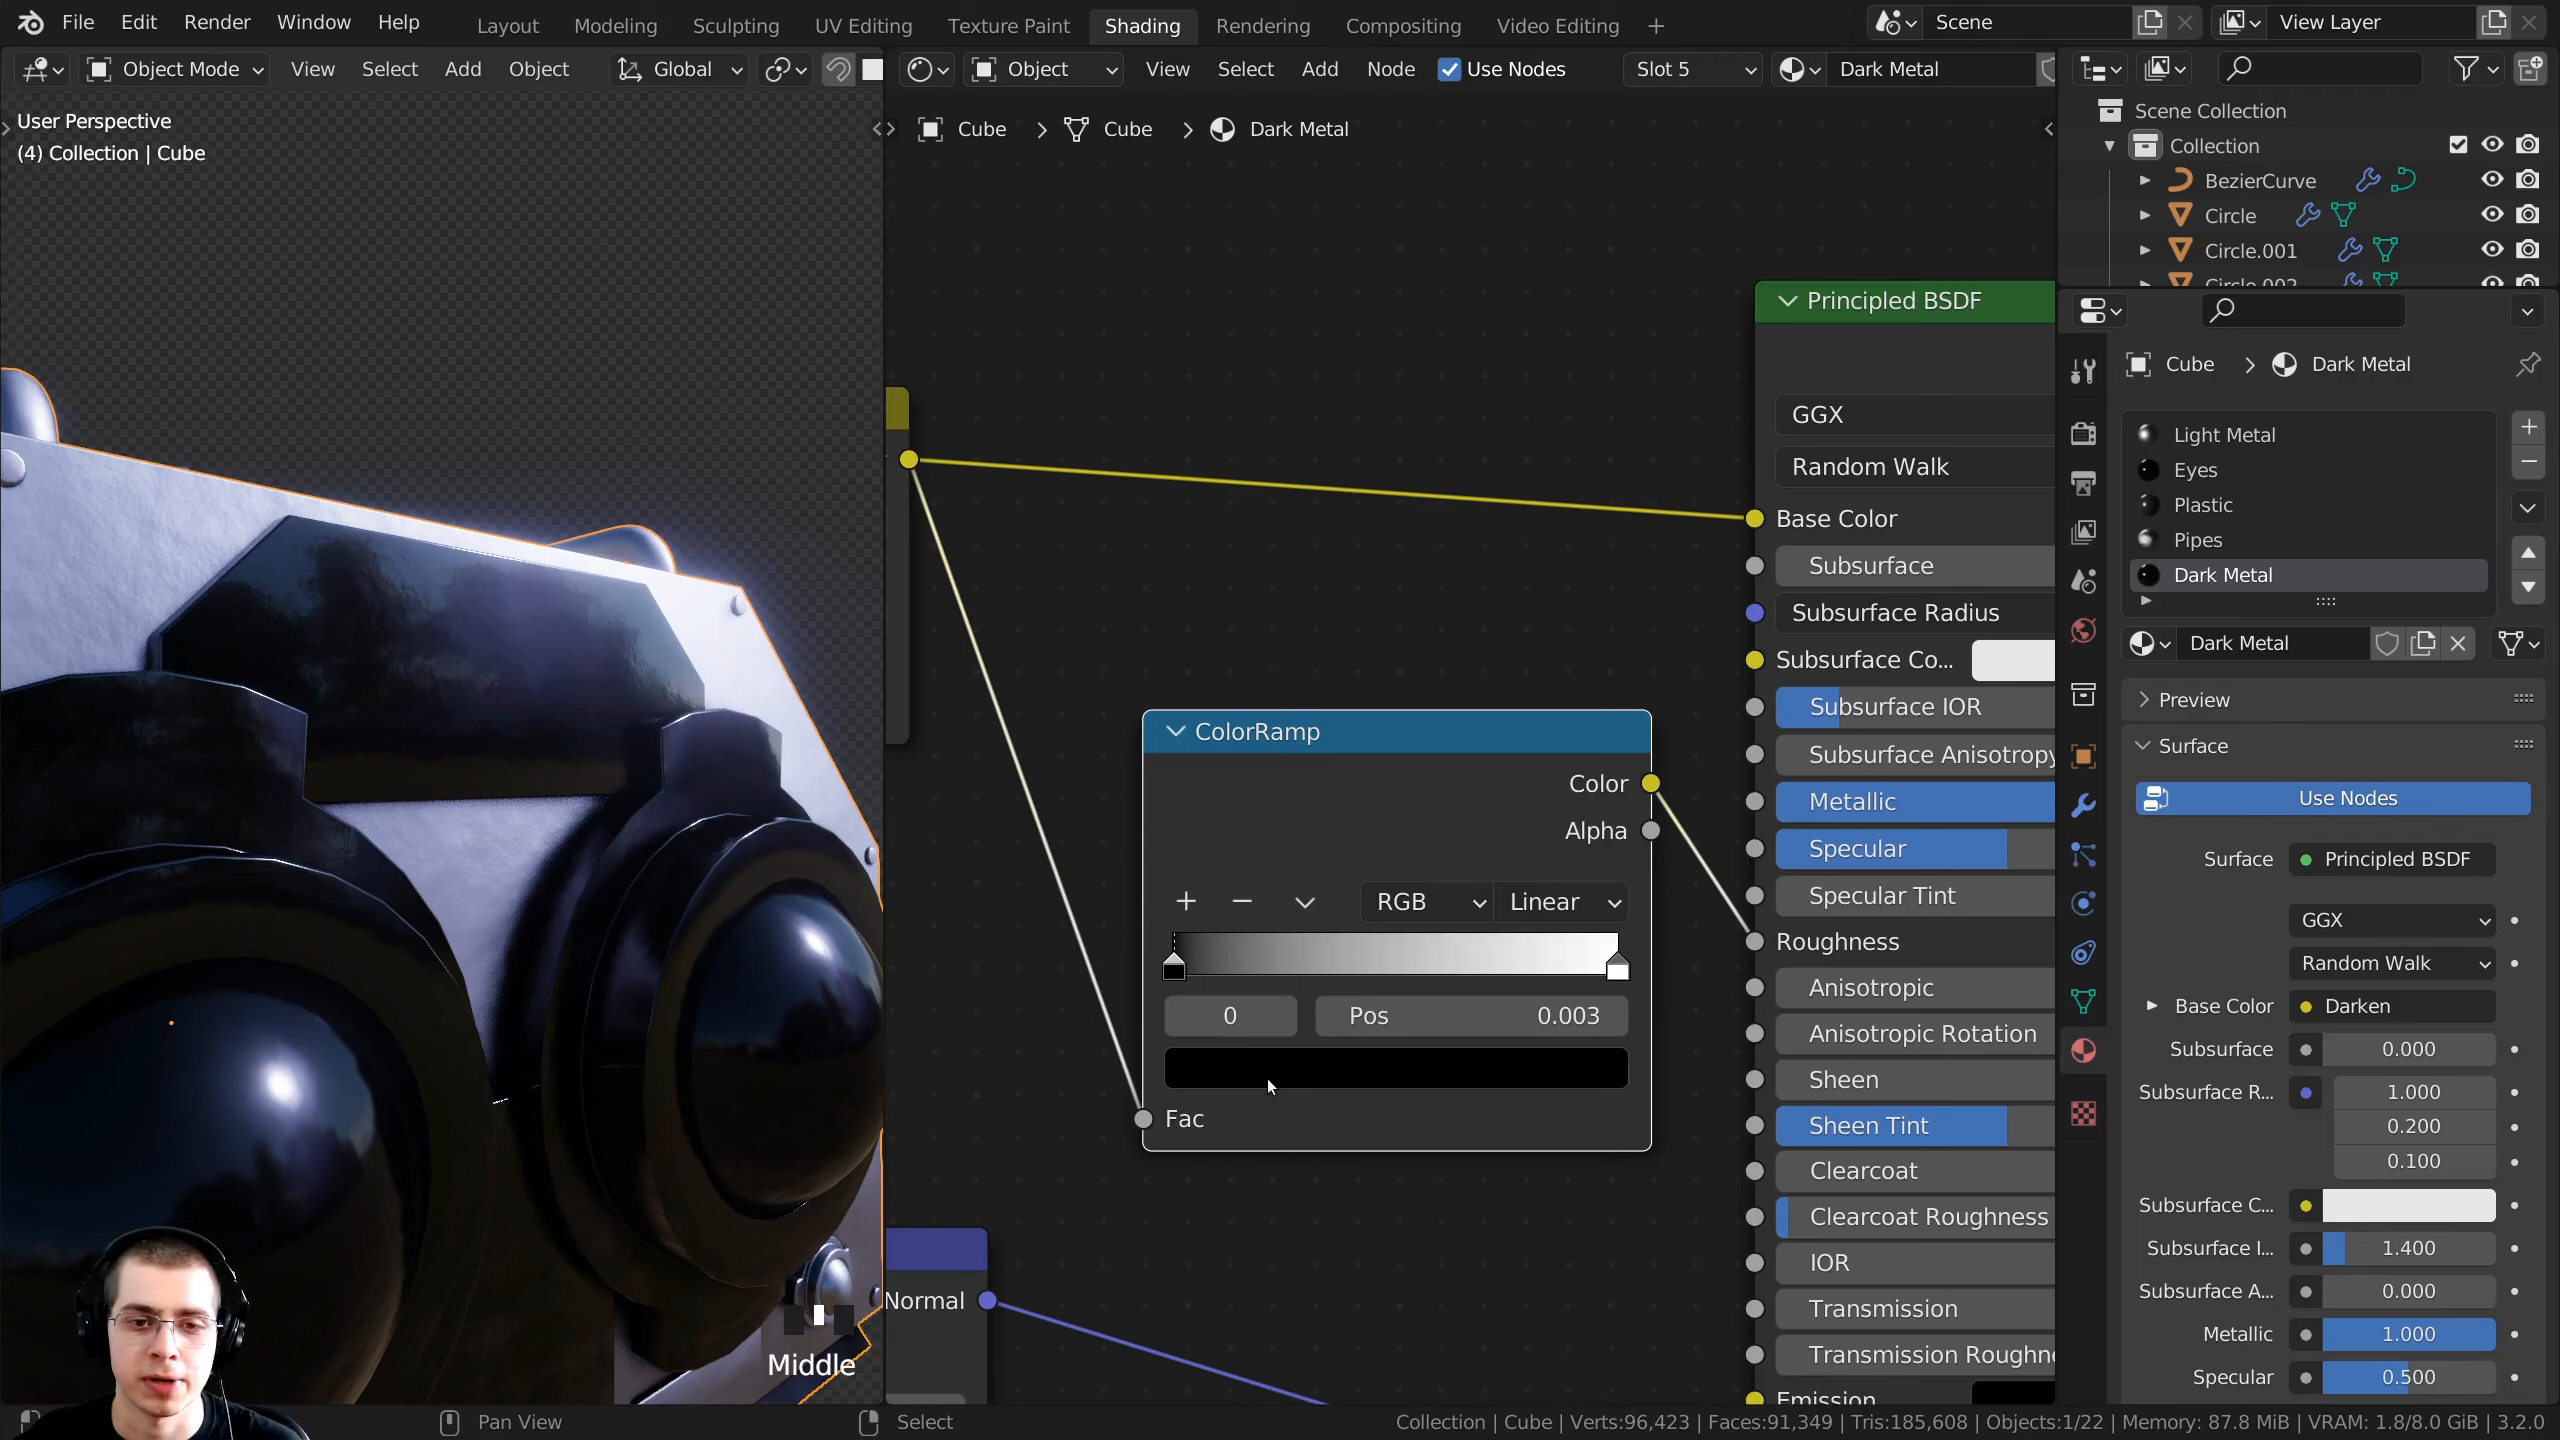 File Edit Render Window Help
Layout Modeling Sculpting UV Editing Texture Paint Shading Rendering Compositing Video Editing +
Scene
View Layer
Object Mode View Select Add Object Global
Object View Select Add Node Use Nodes Slot 5 Dark Metal
User Perspective
(4) Collection | Cube
Cube > Cube > Dark Metal
Scene Collection
Collection
BezierCurve
Circle
Circle.001
Circle.002
Cube > Dark Metal
Light Metal
Eyes
Plastic
Pipes
Dark Metal
Dark Metal
Preview
Surface
Use Nodes
Surface Principled BSDF
GGX
Random Walk
Base Color Darken
Subsurface 0.000
Subsurface R... 1.000
0.200
0.100
Subsurface C...
Subsurface I... 1.400
Subsurface A... 0.000
Metallic 1.000
Specular 0.500
Principled BSDF
GGX
Random Walk
Base Color
Subsurface
Subsurface Radius
Subsurface Co...
Subsurface IOR
Subsurface Anisotropy
Metallic
Specular
Specular Tint
Roughness
Anisotropic
Anisotropic Rotation
Sheen
Sheen Tint
Clearcoat
Clearcoat Roughness
IOR
Transmission
Transmission Roughne
Emission
ColorRamp
Color
Alpha
+ − RGB Linear
0 Pos 0.003
Fac
Normal
Middle
Pan View
Select
Collection | Cube | Verts:96,423 | Faces:91,349 | Tris:185,608 | Objects:1/22 | Memory: 87.8 MiB | VRAM: 1.8/8.0 GiB | 3.2.0